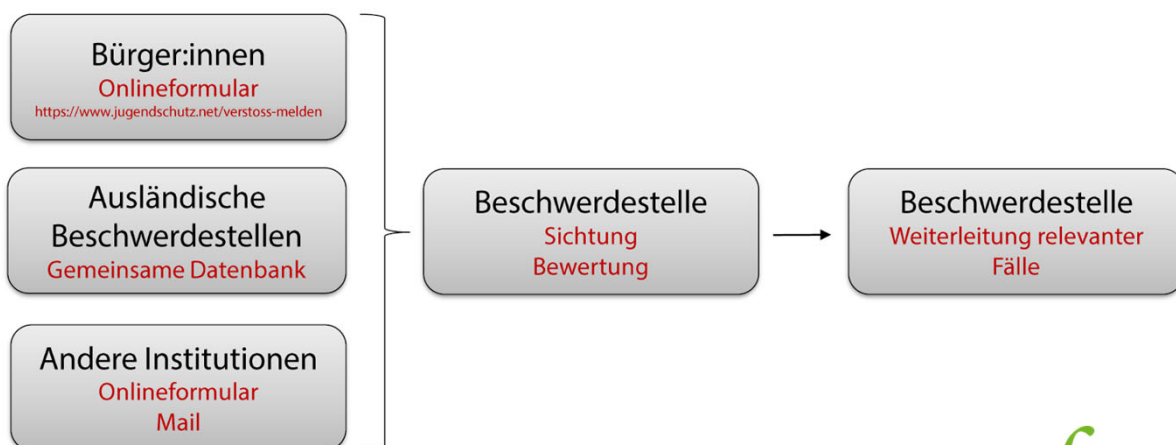 Bürger:innen
Onlineformular
https://www.jugendschutz.net/verstoss-melden
Ausländische
Beschwerdestellen
Gemeinsame Datenbank
Andere Institutionen
Onlineformular
Mail
Beschwerdestelle
Sichtung
Bewertung
Beschwerdestelle
Weiterleitung relevanter
Fälle